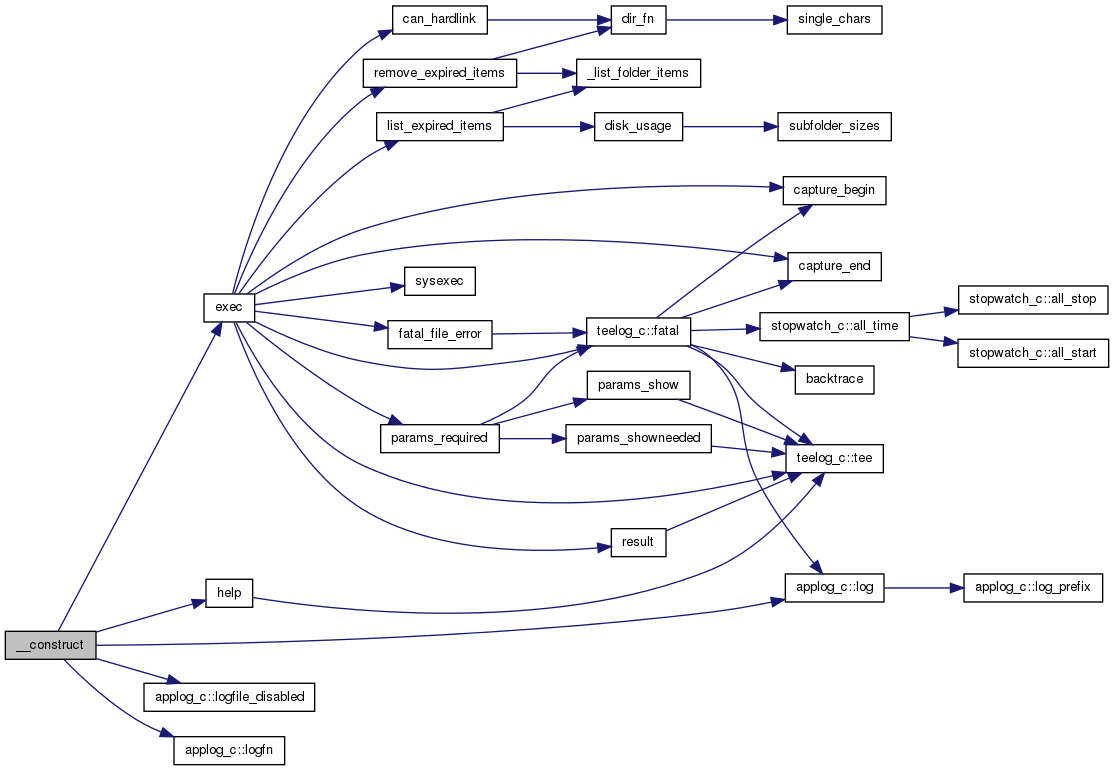 can_hardlink
dir_fn
single_chars
remove_expired_items
_list_folder_items
list_expired_items
disk_usage
subfolder_sizes
capture_begin
capture_end
exec
sysexec
stopwatch_c::all_stop
fatal_file_error
teelog_c::fatal
stopwatch_c::all_time
stopwatch_c::all_start
params_show
backtrace
params_required
params_showneeded
teelog_c::tee
result
help
applog_c::log
applog_c::log_prefix
__construct
applog_c::logfile_disabled
applog_c::logfn